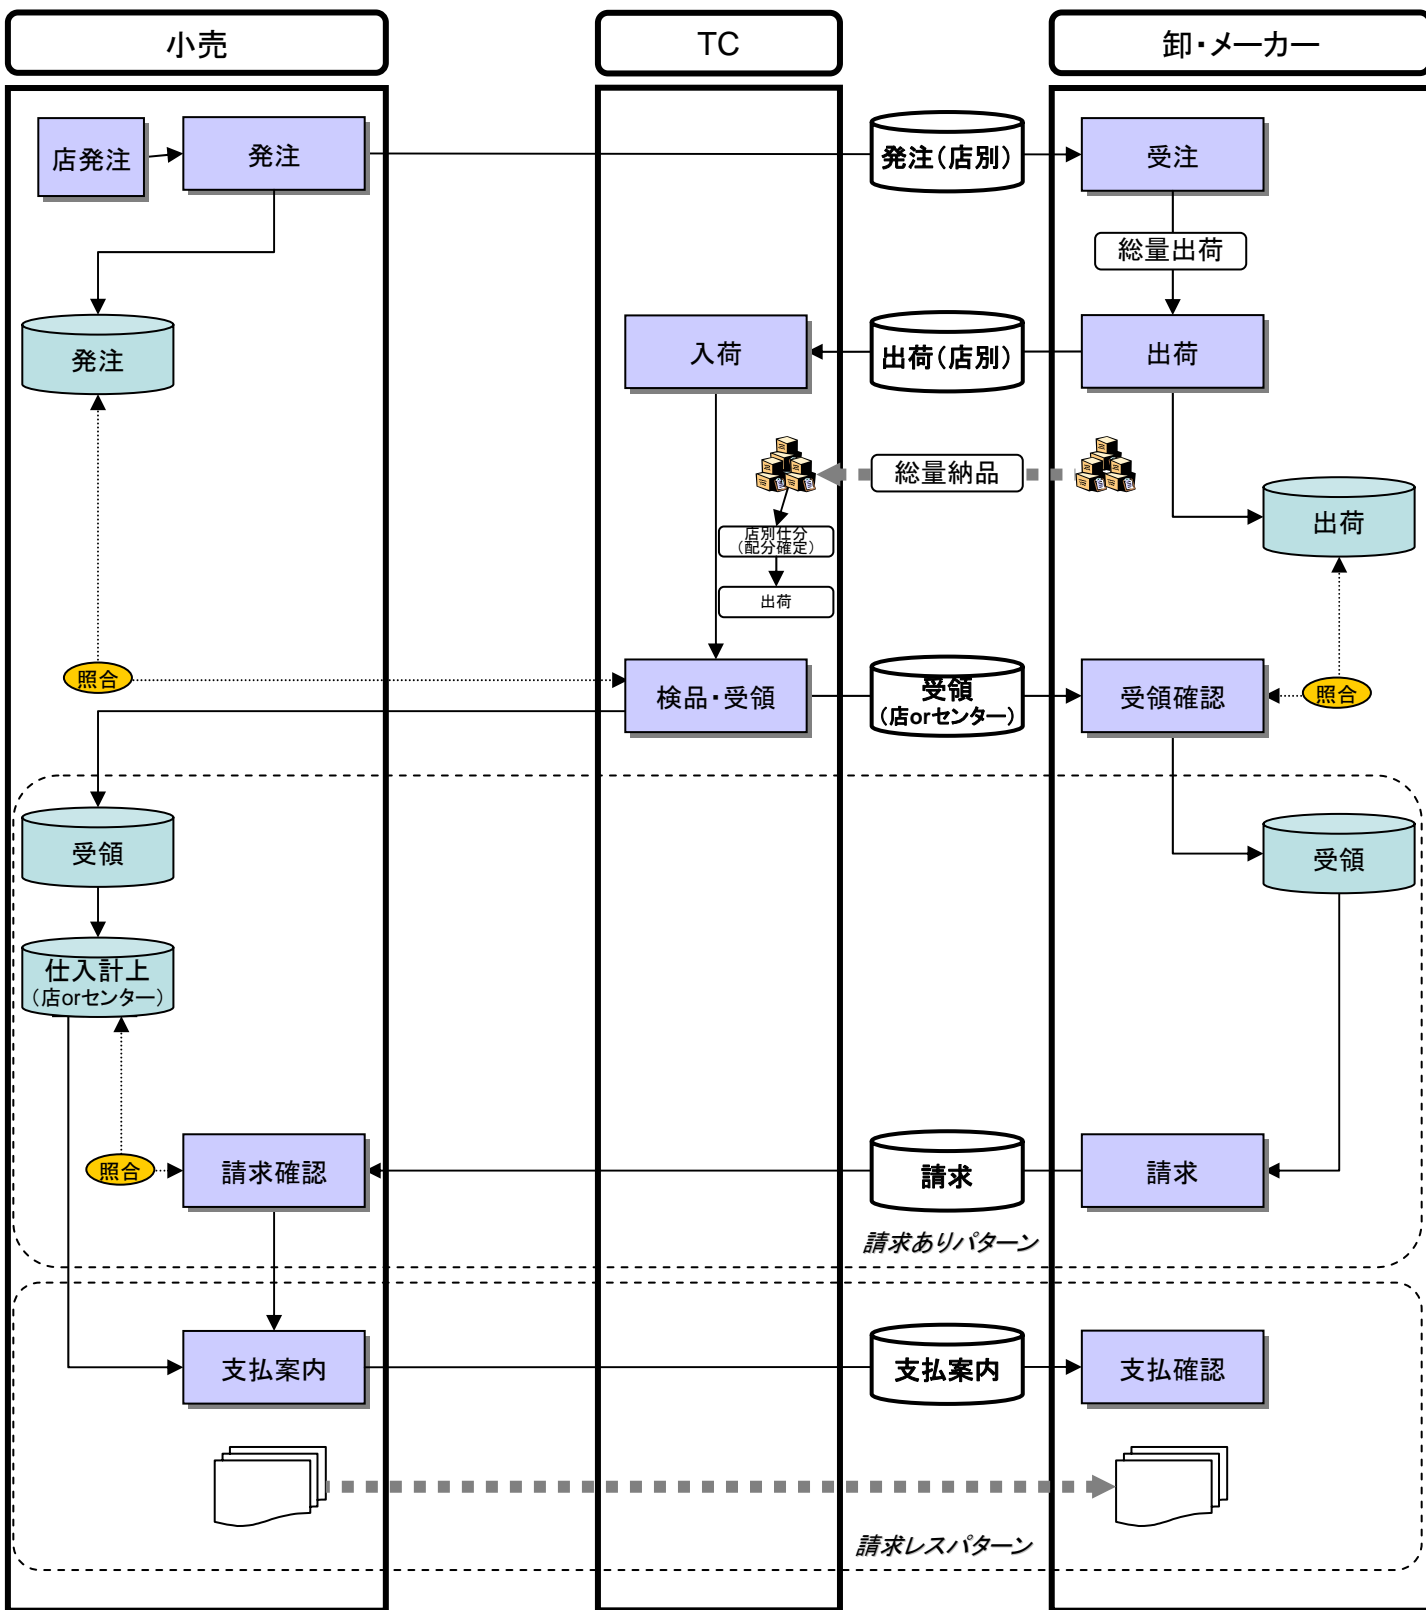 小売
TC
卸・メーカー
店発注
発注
発注（店別）
受注
総量出荷
発注
入荷
出荷（店別）
出荷
総量納品
出荷
店別仕分
（配分確定）
出荷
照合
検品・受領
受領
（店orセンター）
受領確認
照合
受領
受領
仕入計上
（店orセンター）
照合
請求確認
請求
請求
請求ありパターン
支払案内
支払案内
支払確認
請求レスパターン